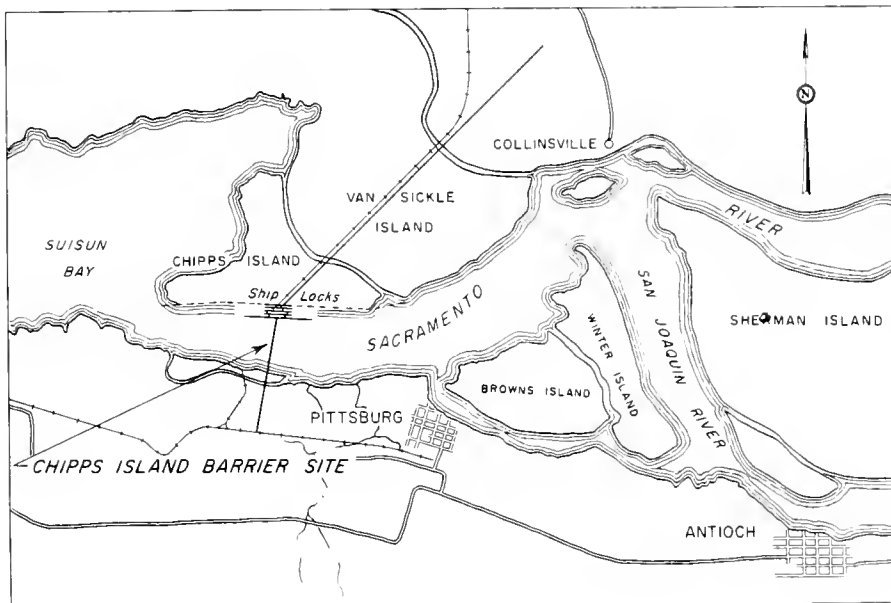 N
COLLINSVILLE
VAN SICKLE
ISLAND
RIVER
SUISUN
BAY
CHIPPS ISLAND
Ship Locks
SACRAMENTO
SAN JOAQUIN RIVER
SHERMAN ISLAND
WINTER ISLAND
BROWNS ISLAND
PITTSBURG
CHIPPS ISLAND BARRIER SITE
ANTIOCH